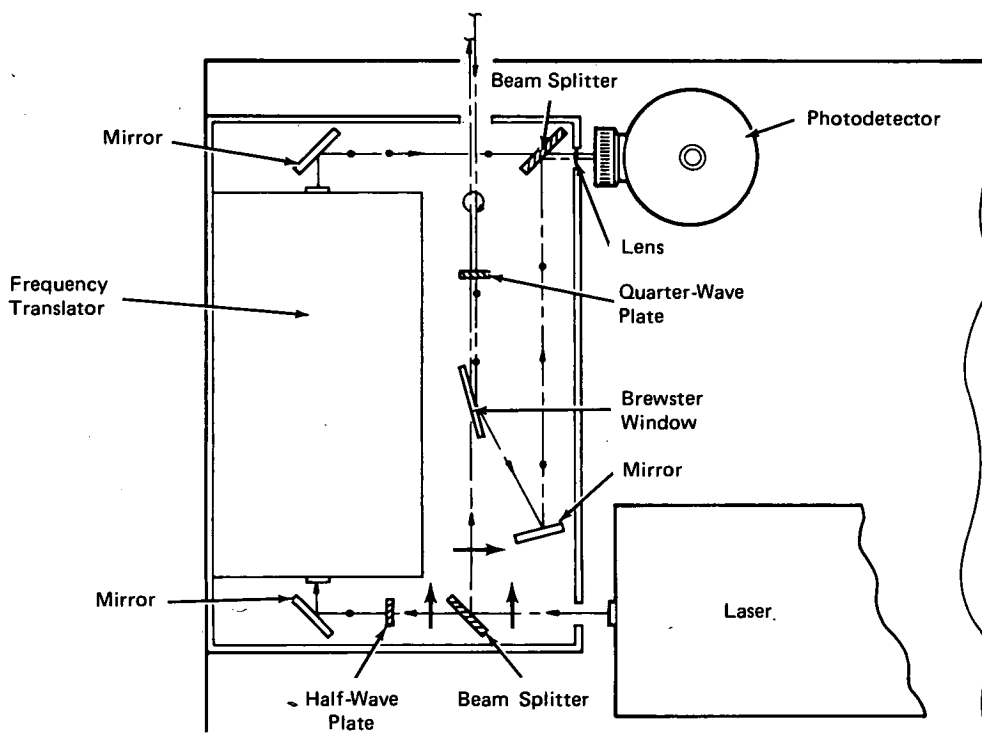 Beam Splitter
Photodetector
Mirror
Lens
Frequency
Translator
Quarter-Wave
Plate
Brewster
Window
Mirror
Mirror
Laser
Half-Wave
Plate
Beam Splitter